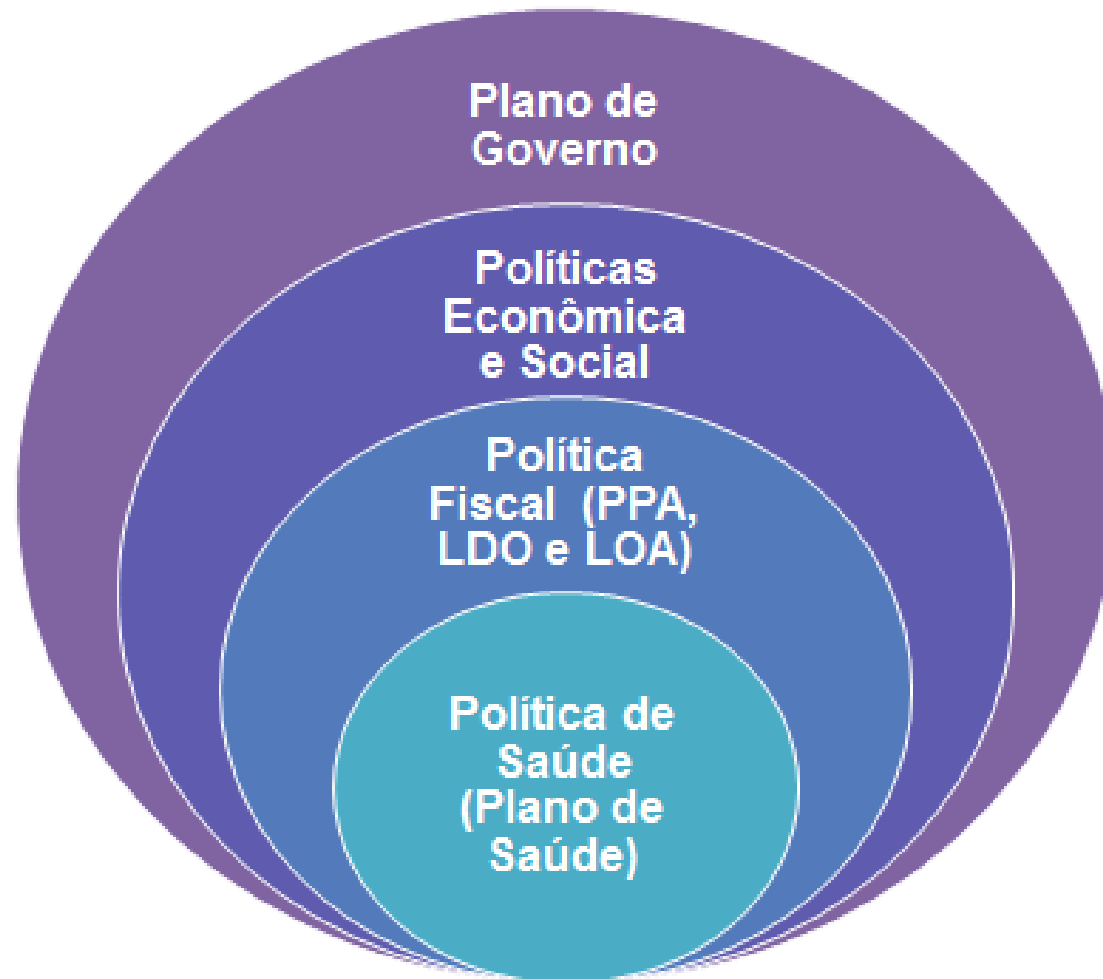 Plano de
Governo
Políticas
Econômica
e Social
Política
Fiscal (PPA,
LDO e LOA)
Política de
Saúde
(Plano de
Saúde)